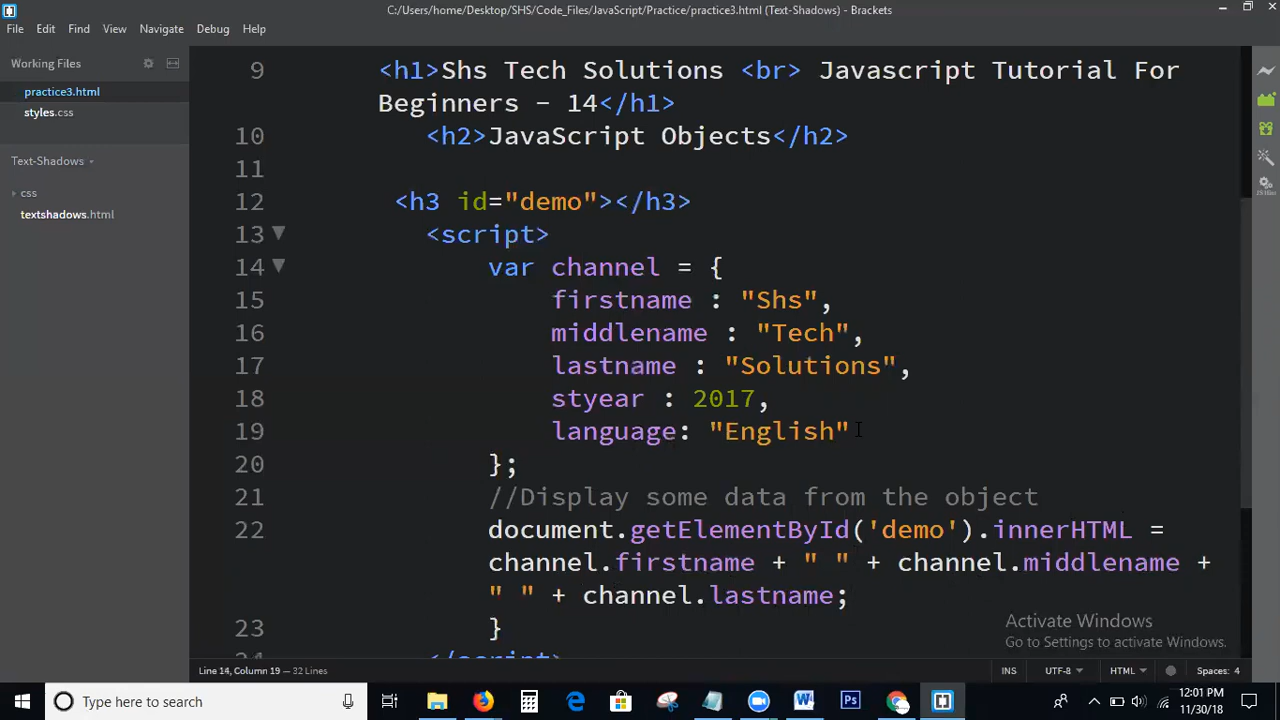 C:/Users/home/Desktop/SHS/Code_Files/JavaScript/Practice/practice3.html (Text-Shadows) - Brackets
File Edit Find View Navigate Debug Help
Working Files
practice3.html
styles.css
Text-Shadows
css
textshadows.html
9 <h1>Shs Tech Solutions <br> Javascript Tutorial For
Beginners - 14</h1>
10 <h2>JavaScript Objects</h2>
11
12 <h3 id="demo"></h3>
13 <script>
14 var channel = {
15 firstname : "Shs",
16 middlename : "Tech",
17 lastname : "Solutions",
18 styear : 2017,
19 language: "English"
20 };
21 //Display some data from the object
22 document.getElementById('demo').innerHTML =
channel.firstname + " " + channel.middlename +
" " + channel.lastname;
23 }
24 </script>
Activate Windows
Go to Settings to activate Windows.
Line 14, Column 19 — 32 Lines
INS UTF-8 HTML Spaces: 4
Type here to search
12:01 PM
11/30/18